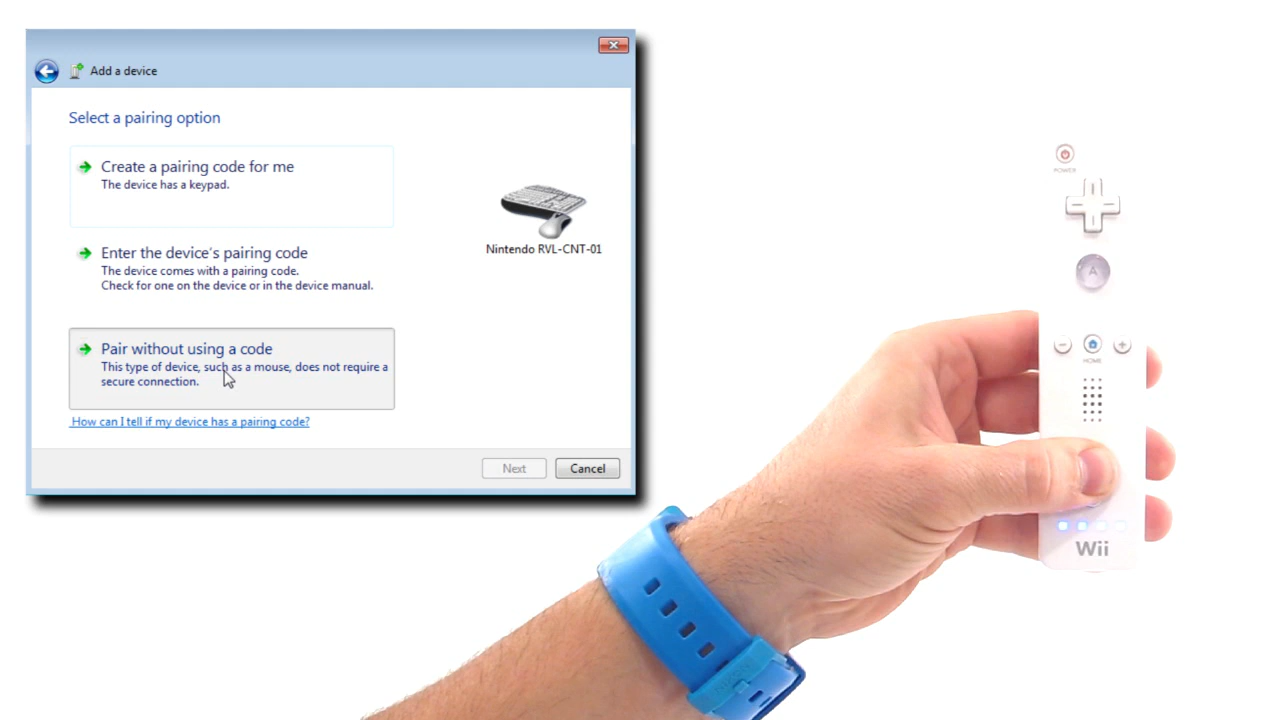 Add a device
Select a pairing option
Create a pairing code for me
The device has a keypad.
Enter the device's pairing code
The device comes with a pairing code.
Check for one on the device or in the device manual.
Pair without using a code
This type of device, such as a mouse, does not require a
secure connection.
How can I tell if my device has a pairing code?
Nintendo RVL-CNT-01
Next
Cancel
POWER
A
HOME
Wii